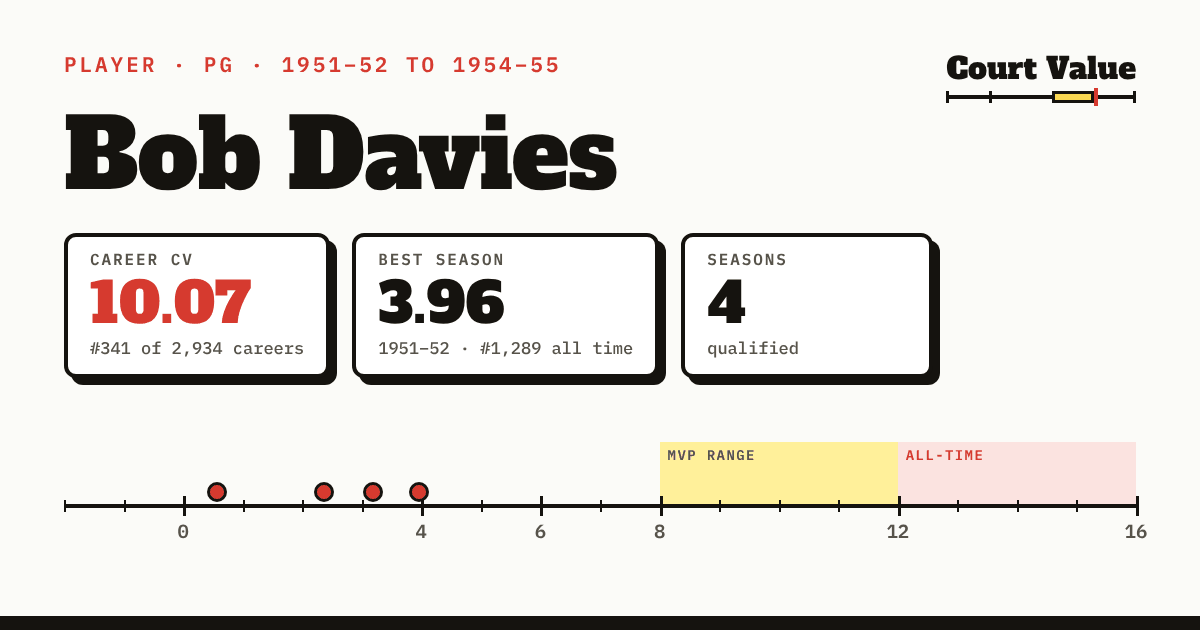 PLAYER · PG · 1951–52 TO 1954–55
Court Value
Bob Davies
CAREER CV
10.07
#341 of 2,934 careers
BEST SEASON
3.96
1951–52 · #1,289 all time
SEASONS
4
qualified
MVP RANGE
ALL-TIME
0 4 6 8 12 16